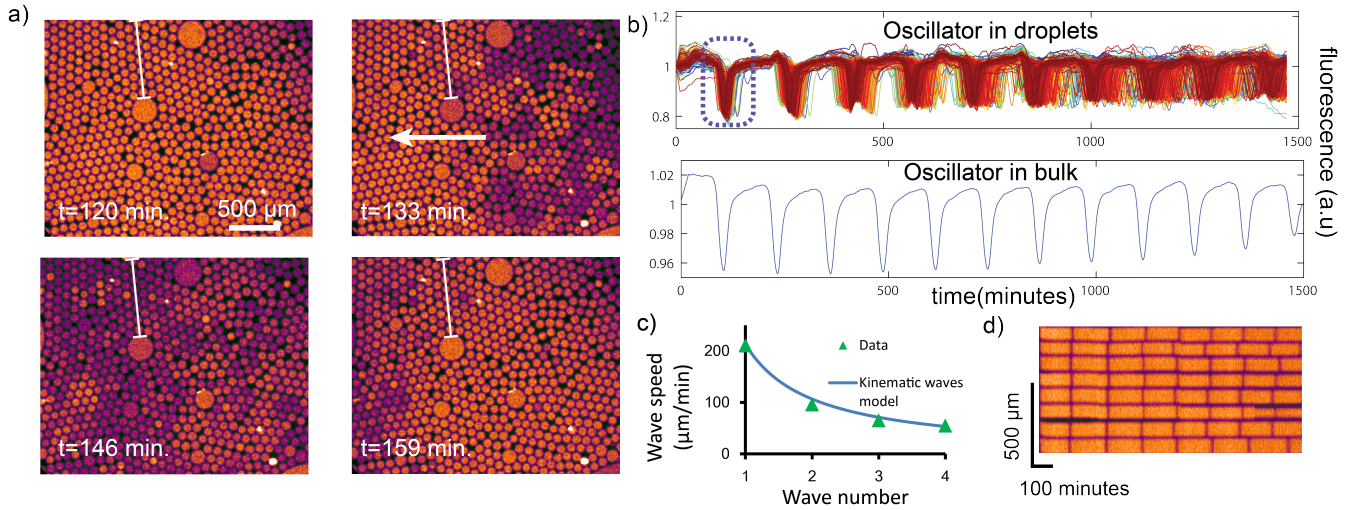 a)
t=120 min.
500 µm
t=133 min.
t=146 min.
t=159 min.
b)
1.2
Oscillator in droplets
1
0.8
0
500
1000
1500
1.02
Oscillator in bulk
1
0.98
0.96
0
500
1000
1500
time(minutes)
fluorescence (a.u)
c)
200
100
0
Wave speed
(µm/min)
Data
Kinematic waves
model
1
2
3
4
Wave number
d)
500 µm
100 minutes